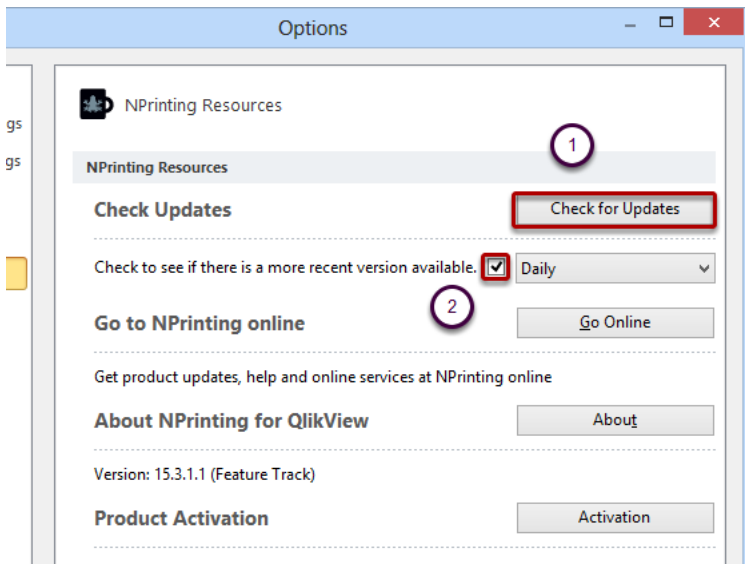 Options
gs
gs
NPrinting Resources
1
NPrinting Resources
Check Updates
Check for Updates
Check to see if there is a more recent version available.
Daily
2
Go to NPrinting online
Go Online
Get product updates, help and online services at NPrinting online
About NPrinting for QlikView
About
Version: 15.3.1.1 (Feature Track)
Product Activation
Activation